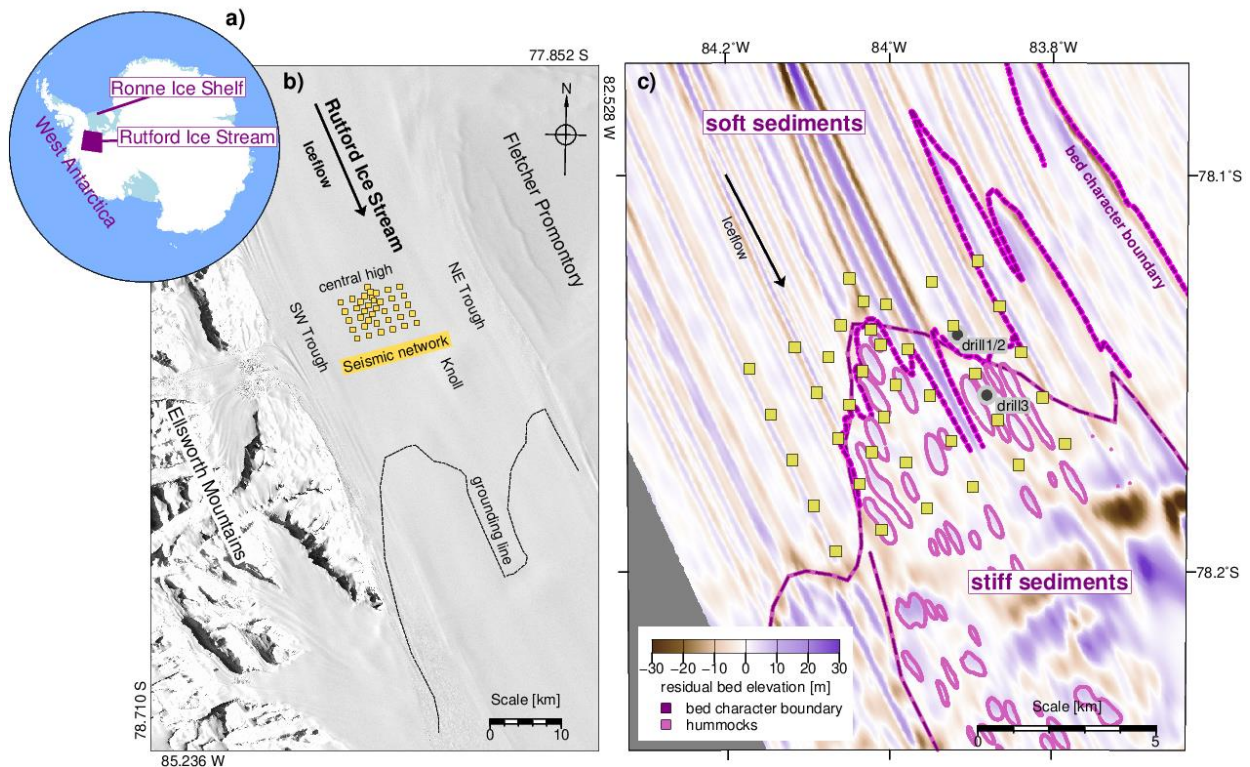 a)
Ronne Ice Shelf
Rutford Ice Stream
West Antarctica
b)
77.852 S
82.528 W
N
Rutford Ice Stream
Iceflow
Fletcher Promontory
central high
NE Trough
SW Trough
Seismic network
Knoll
Ellsworth Mountains
grounding line
Scale [km]
0 10
78.710 S
85.236 W
c)
84.2°W 84°W 83.8°W
soft sediments
bed character
boundary
78.1°S
Iceflow
drill1/2
drill3
stiff sediments
78.2°S
−30 −20 −10 0 10 20 30
residual bed elevation [m]
bed character boundary
hummocks
Scale [km]
0 5